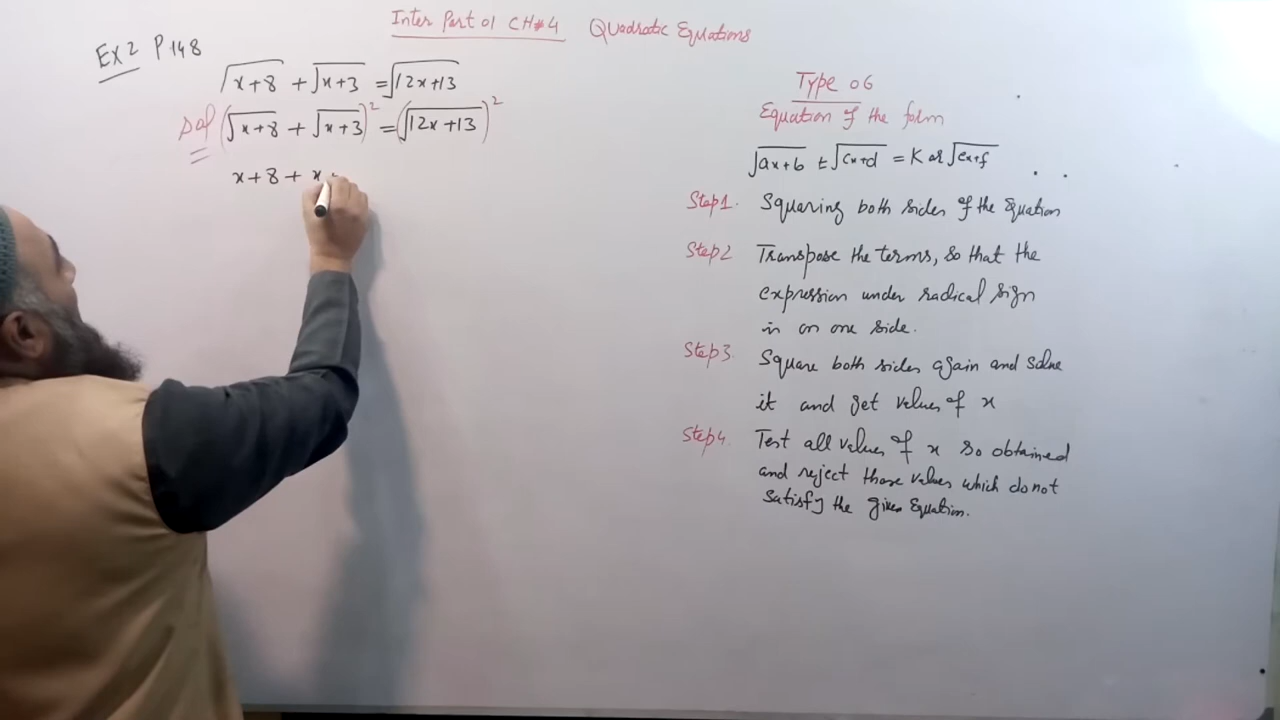 Inter Part 01 CH#4 Quadratic Equations
Ex2 P148
√x+8 + √x+3 = √12x+13
Sol (√x+8 + √x+3)² = (√12x+13)²
x+8 + x +
Type 06
Equation of the form
√ax+b ± √cx+d = K or √ex+f
Step1. Squaring both sides of the Equation
Step2 Transpose the terms, so that the
expression under radical sign
is on one side.
Step3 Square both sides again and solve
it and get values of x
Step4. Test all values of x so obtained
and reject those values which do not
satisfy the given Equation.